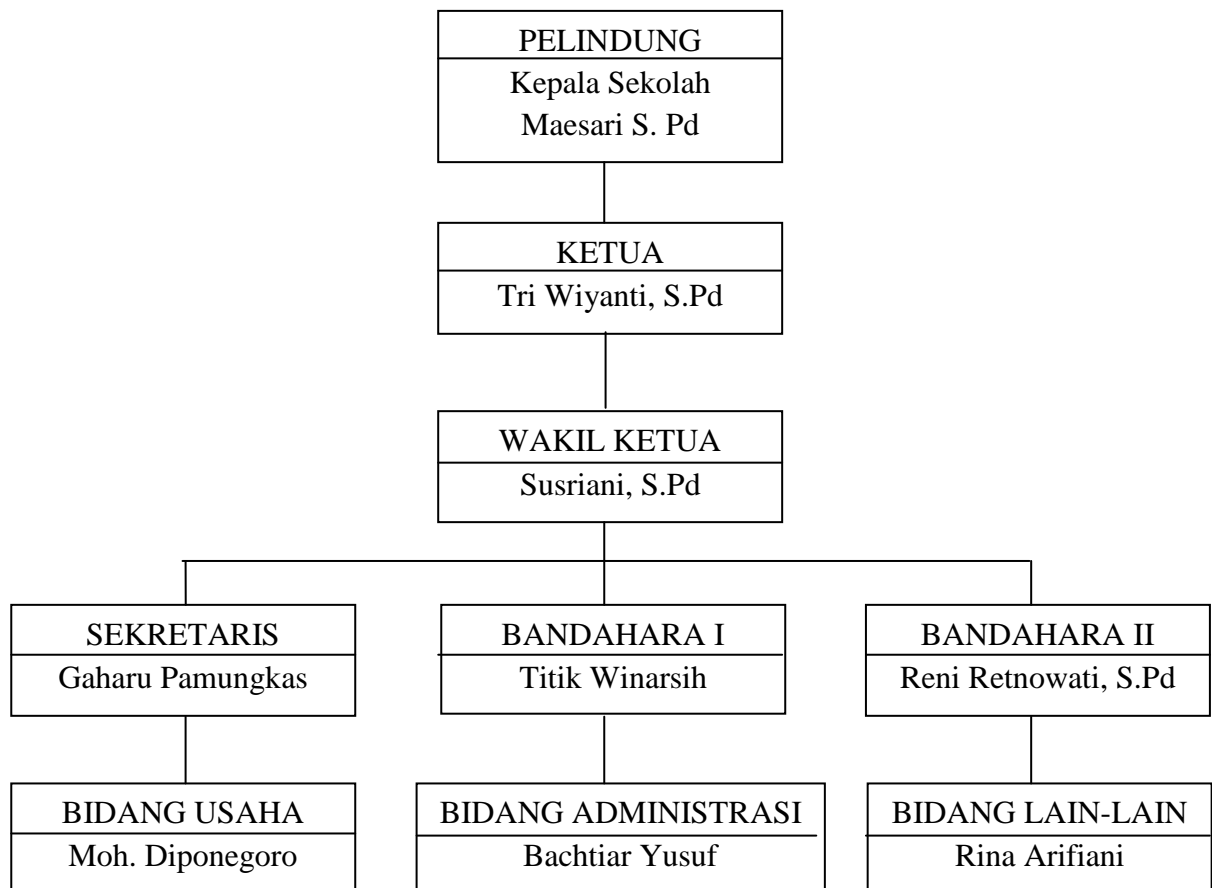 PELINDUNG
Kepala Sekolah
Maesari S. Pd
KETUA
Tri Wiyanti, S.Pd
WAKIL KETUA
Susriani, S.Pd
SEKRETARIS
Gaharu Pamungkas
BANDAHARA I
Titik Winarsih
BANDAHARA II
Reni Retnowati, S.Pd
BIDANG USAHA
Moh. Diponegoro
BIDANG ADMINISTRASI
Bachtiar Yusuf
BIDANG LAIN-LAIN
Rina Arifiani